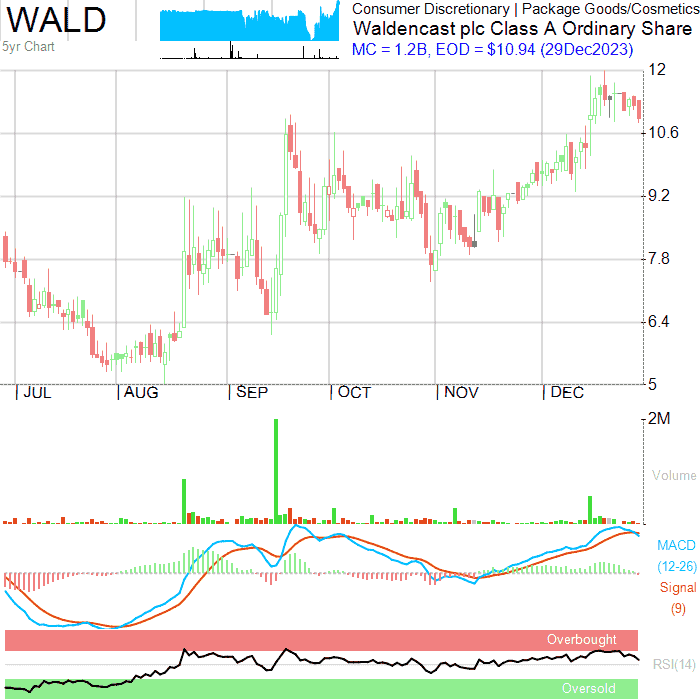 WALD
5yr Chart
Consumer Discretionary | Package Goods/Cosmetics
Waldencast plc Class A Ordinary Share
MC = 1.2B, EOD = $10.94 (29Dec2023)
12
10.6
9.2
7.8
6.4
5
JUL AUG SEP OCT NOV DEC
2M
Volume
MACD
(12-26)
Signal
(9)
Overbought
RSI(14)
Oversold